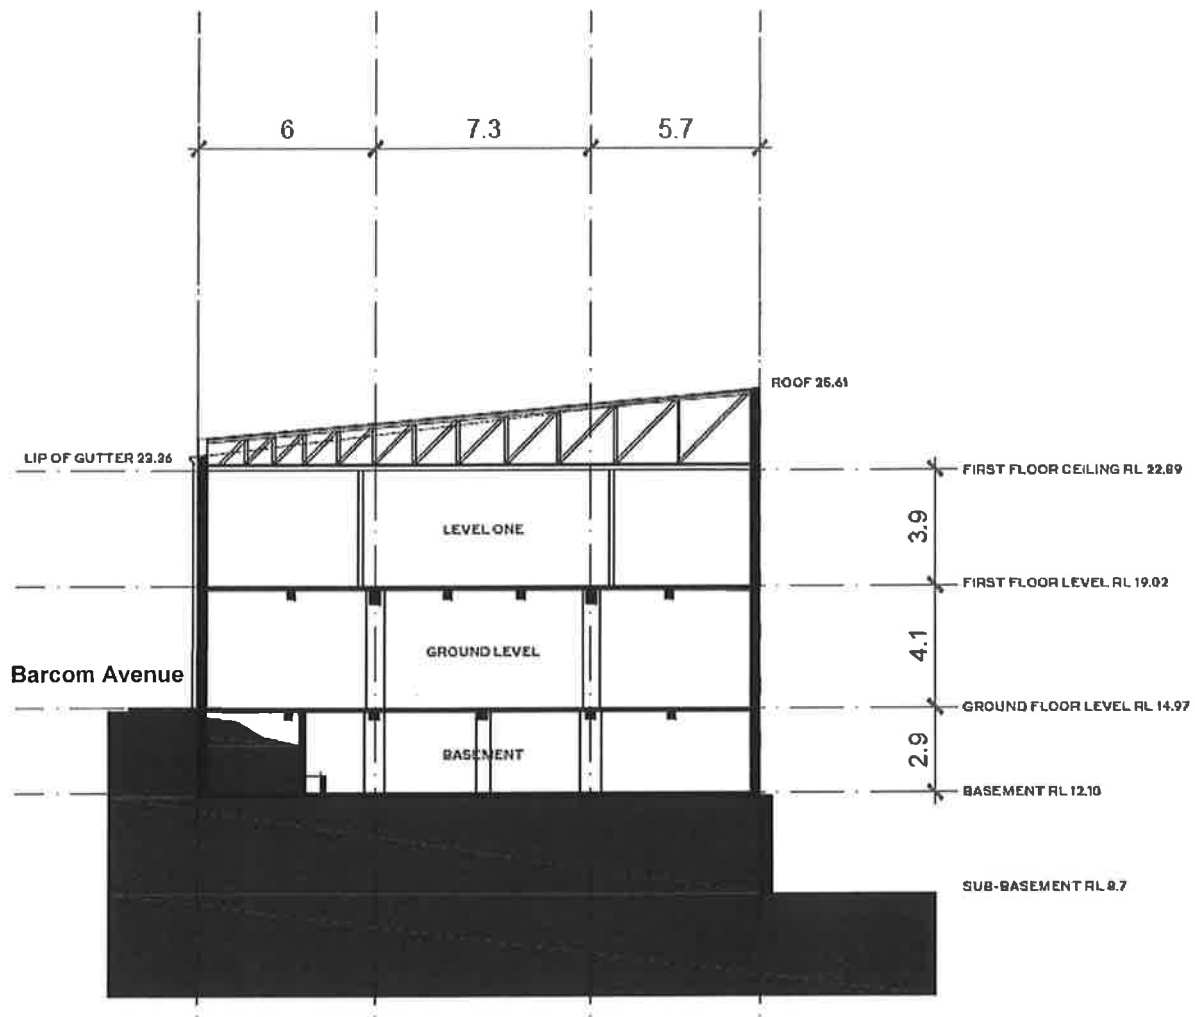 6
7.3
5.7
ROOF 25.61
LIP OF GUTTER 23.26
FIRST FLOOR CEILING RL 22.89
3.9
LEVEL ONE
FIRST FLOOR LEVEL RL 19.02
4.1
GROUND LEVEL
Barcom Avenue
GROUND FLOOR LEVEL RL 14.97
2.9
BASEMENT
BASEMENT RL 12.10
SUB-BASEMENT RL 8.7